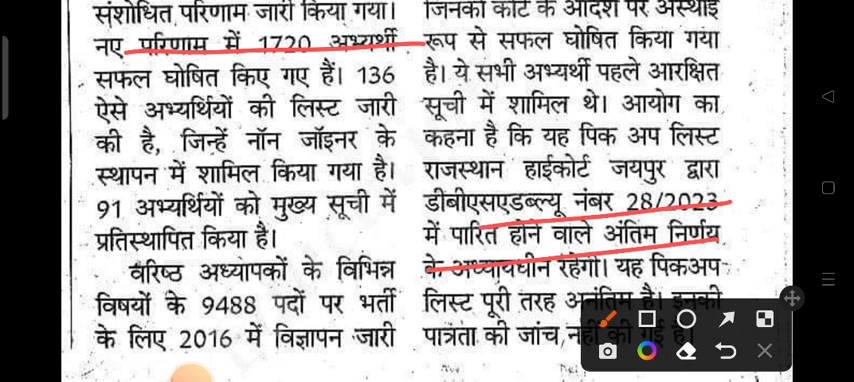 संशोधित परिणाम जारी किया गया।
नए परिणाम में 1720 अभ्यर्थी
सफल घोषित किए गए हैं। 136
ऐसे अभ्यर्थियों की लिस्ट जारी
की है, जिन्हें नॉन जॉइनर के
स्थापन में शामिल किया गया है।
91 अभ्यर्थियों को मुख्य सूची में
प्रतिस्थापित किया है।
वरिष्ठ अध्यापकों के विभिन्न
विषयों के 9488 पदों पर भर्ती
के लिए 2016 में विज्ञापन जारी
जिनको कोर्ट के आदेश पर अस्थाई
रूप से सफल घोषित किया गया
है। ये सभी अभ्यर्थी पहले आरक्षित
सूची में शामिल थे। आयोग का
कहना है कि यह पिक अप लिस्ट
राजस्थान हाईकोर्ट जयपुर द्वारा
डीबीएसएडब्ल्यू नंबर 28/2023
में पारित होने वाले अंतिम निर्णय
के अध्यायधीन रहेगी। यह पिकअप
लिस्ट पूरी तरह अनंतिम है। इनकी
पात्रता की जांच नहीं की गई है।